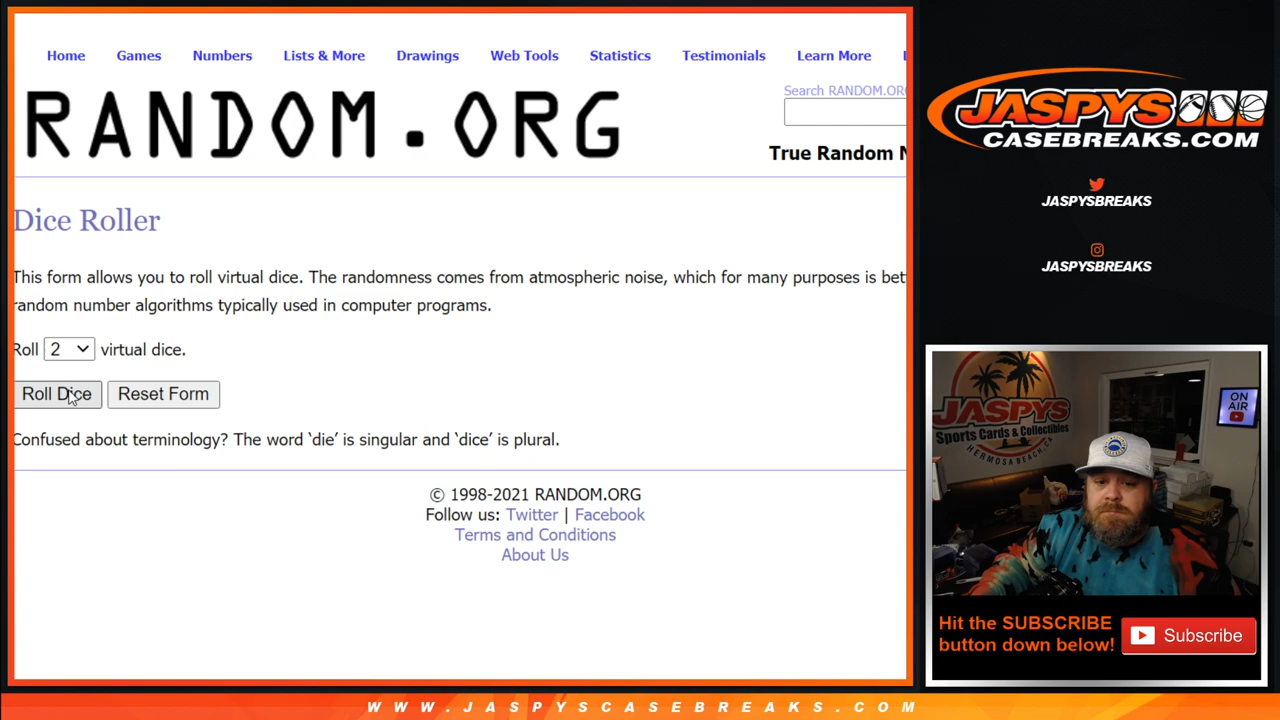 Home Games Numbers Lists & More Drawings Web Tools Statistics Testimonials Learn More
RANDOM.ORG
Search RANDOM.ORG
True Random N
Dice Roller
This form allows you to roll virtual dice. The randomness comes from atmospheric noise, which for many purposes is bet
random number algorithms typically used in computer programs.
Roll 2 virtual dice.
Roll Dice Reset Form
Confused about terminology? The word ‘die’ is singular and ‘dice’ is plural.
© 1998-2021 RANDOM.ORG
Follow us: Twitter | Facebook
Terms and Conditions
About Us
JASPYS
CASEBREAKS.COM
JASPYSBREAKS
JASPYSBREAKS
JASPYS
Sports Cards & Collectibles
HERMOSA BEACH, CA
ON
AIR
Hit the SUBSCRIBE
button down below!
Subscribe
WWW.JASPYSCASEBREAKS.COM